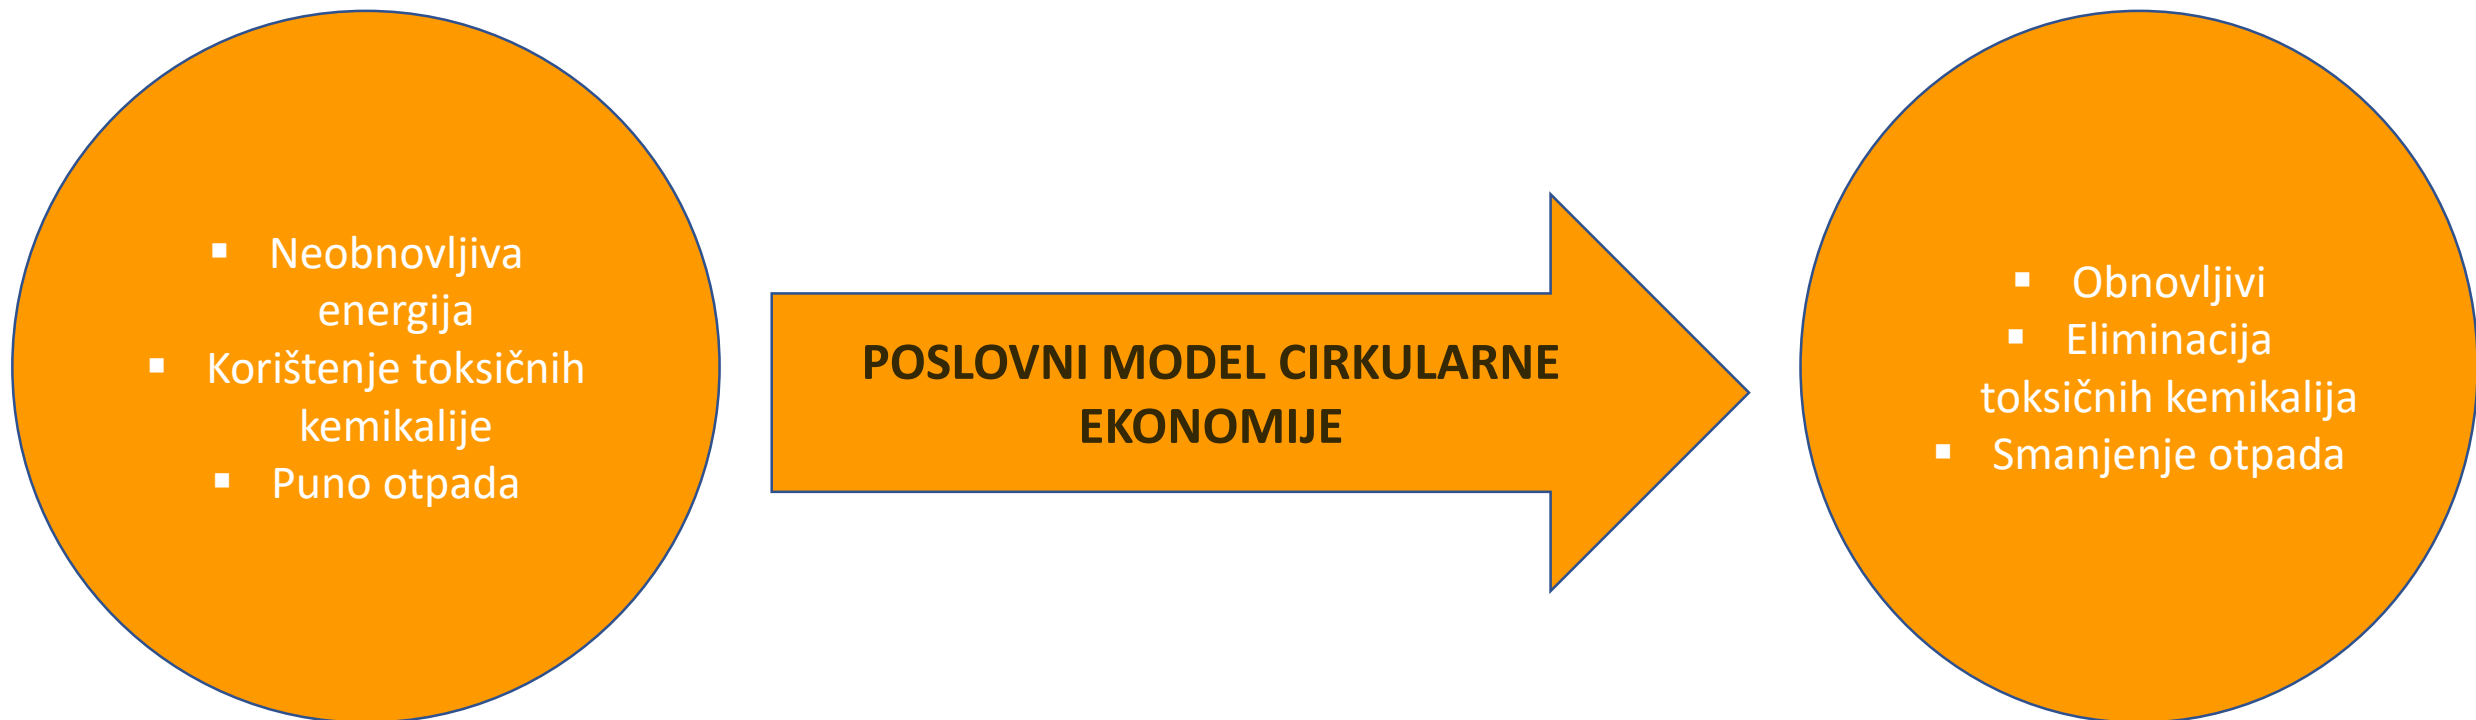 ▪ Neobnovljiva
energija
▪ Korištenje toksičnih
kemikalije
▪ Puno otpada
POSLOVNI MODEL CIRKULARNE
EKONOMIJE
▪ Obnovljivi
▪ Eliminacija
toksičnih kemikalija
▪ Smanjenje otpada